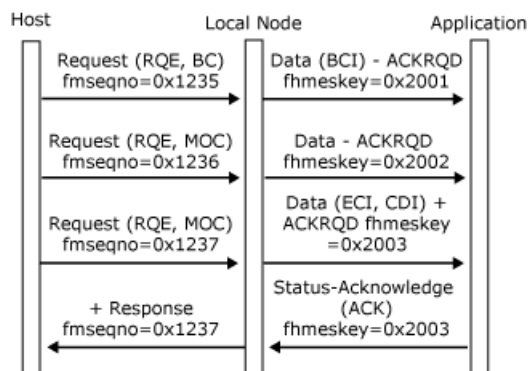 Host
Local Node
Application
Request (RQE, BC)
fmseqno=0x1235
Data (BCI) - ACKRQD
fhmeskey=0x2001
Request (RQE, MOC)
fmseqno=0x1236
Data - ACKRQD
fhmeskey=0x2002
Request (RQE, MOC)
fmseqno=0x1237
Data (ECI, CDI) +
ACKRQD fhmeskey
=0x2003
+ Response
fmseqno=0x1237
Status-Acknowledge
(ACK)
fhmeskey=0x2003